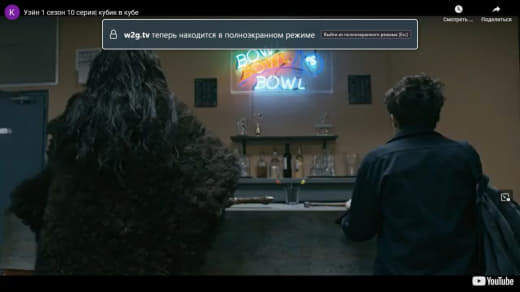 К
Уэйн 1 сезон 10 серия| кубик в кубе
Смотреть ...
Поделиться
w2g.tv теперь находится в полноэкранном режиме
Выйти из полноэкранного режима (Esc)
BOWL
BOWL
YouTube